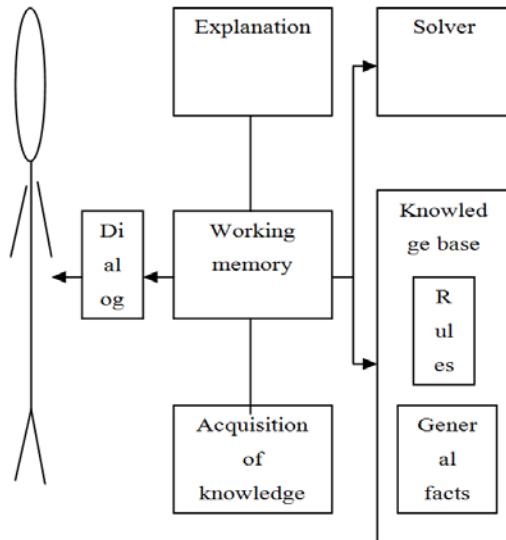 Explanation
Solver
Di
al
og
Working
memory
Knowled
ge base
R
ul
es
Acquisition
of
knowledge
Gener
al
facts